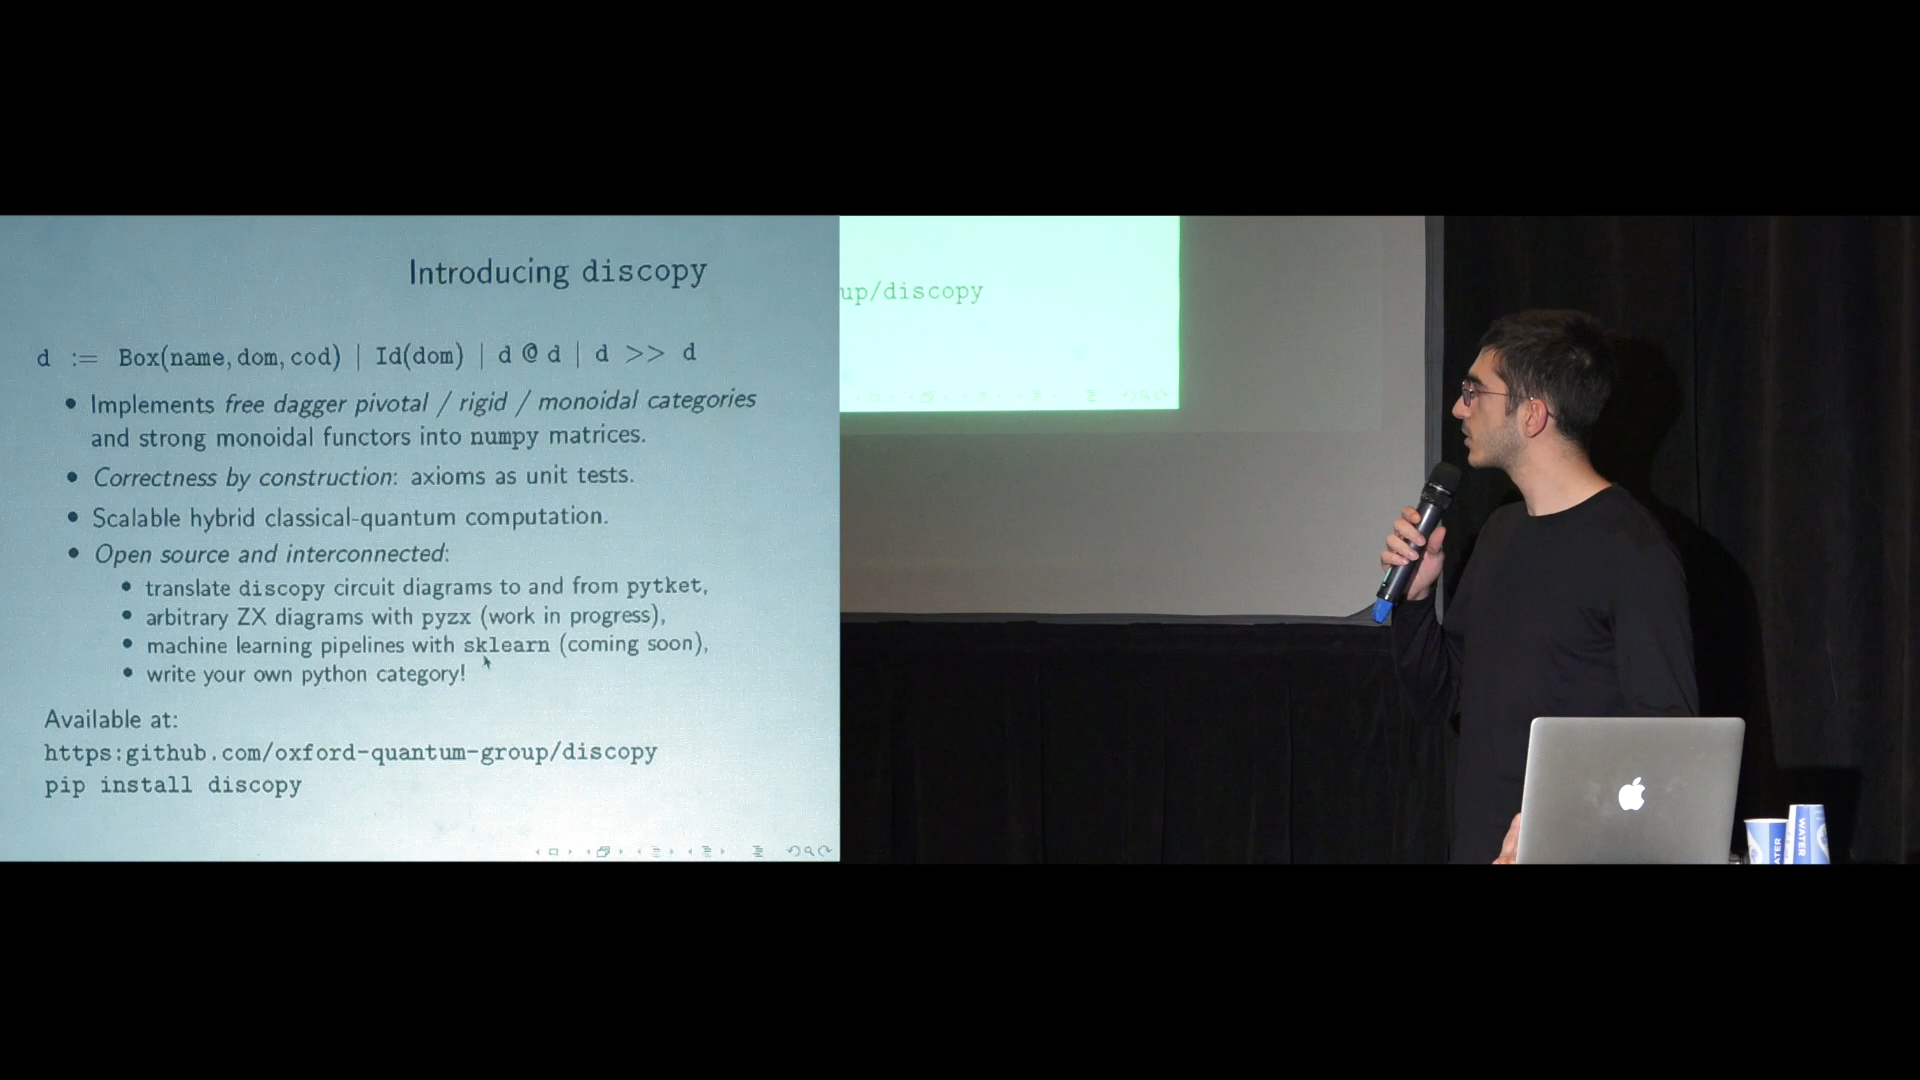 Introducing discopy
d := Box(name, dom, cod) | Id(dom) | d @ d | d >> d
• Implements free dagger pivotal / rigid / monoidal categories
and strong monoidal functors into numpy matrices.
• Correctness by construction: axioms as unit tests.
• Scalable hybrid classical-quantum computation.
• Open source and interconnected:
• translate discopy circuit diagrams to and from pytket,
• arbitrary ZX diagrams with pyzx (work in progress),
• machine learning pipelines with sklearn (coming soon),
• write your own python category!
Available at:
https:github.com/oxford-quantum-group/discopy
pip install discopy
up/discopy
ATER
WATER